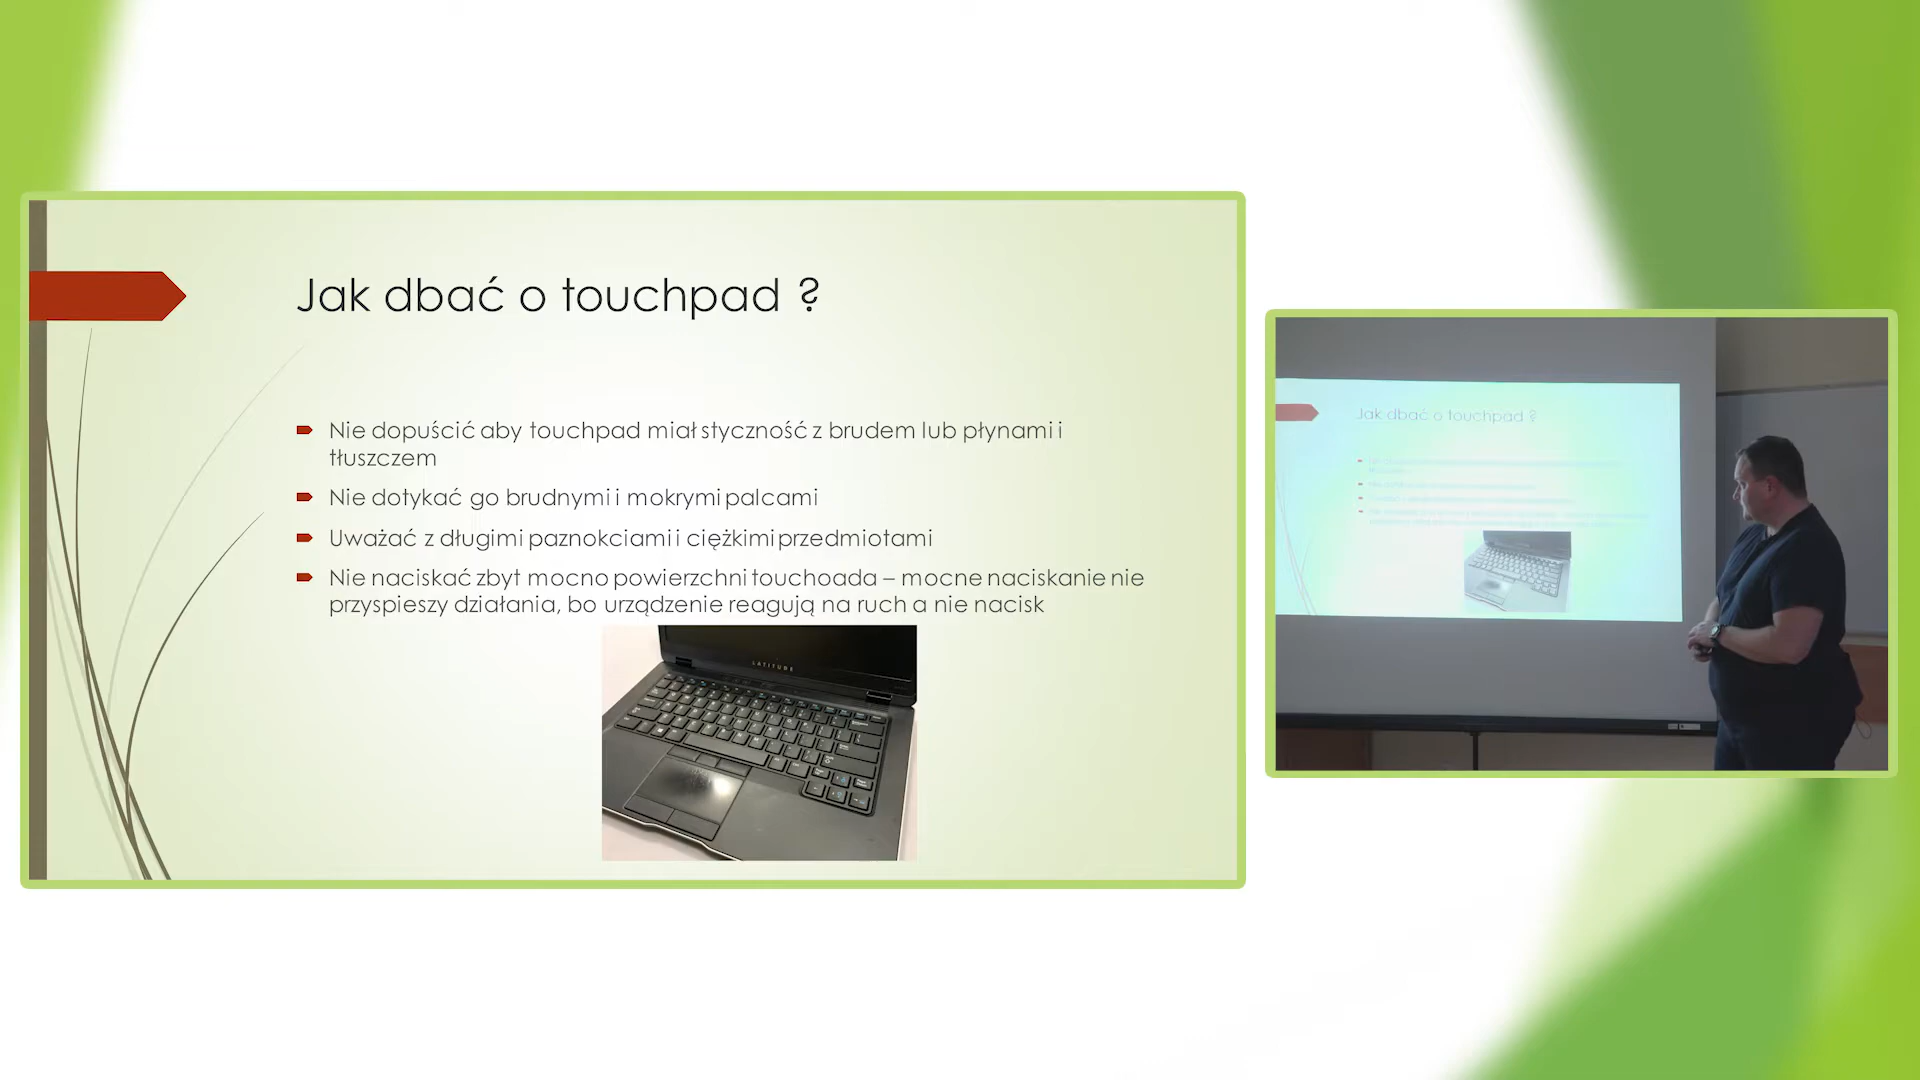 Jak dbać o touchpad ?
Nie dopuścić aby touchpad miał styczność z brudem lub płynami i
tłuszczem
Nie dotykać go brudnymi i mokrymi palcami
Uważać z długimi paznokciami i ciężkimi przedmiotami
Nie naciskać zbyt mocno powierzchni touchoada – mocne naciskanie nie
przyspieszy działania, bo urządzenie reagują na ruch a nie nacisk
LATITUDE
Jak dbać o touchpad ?